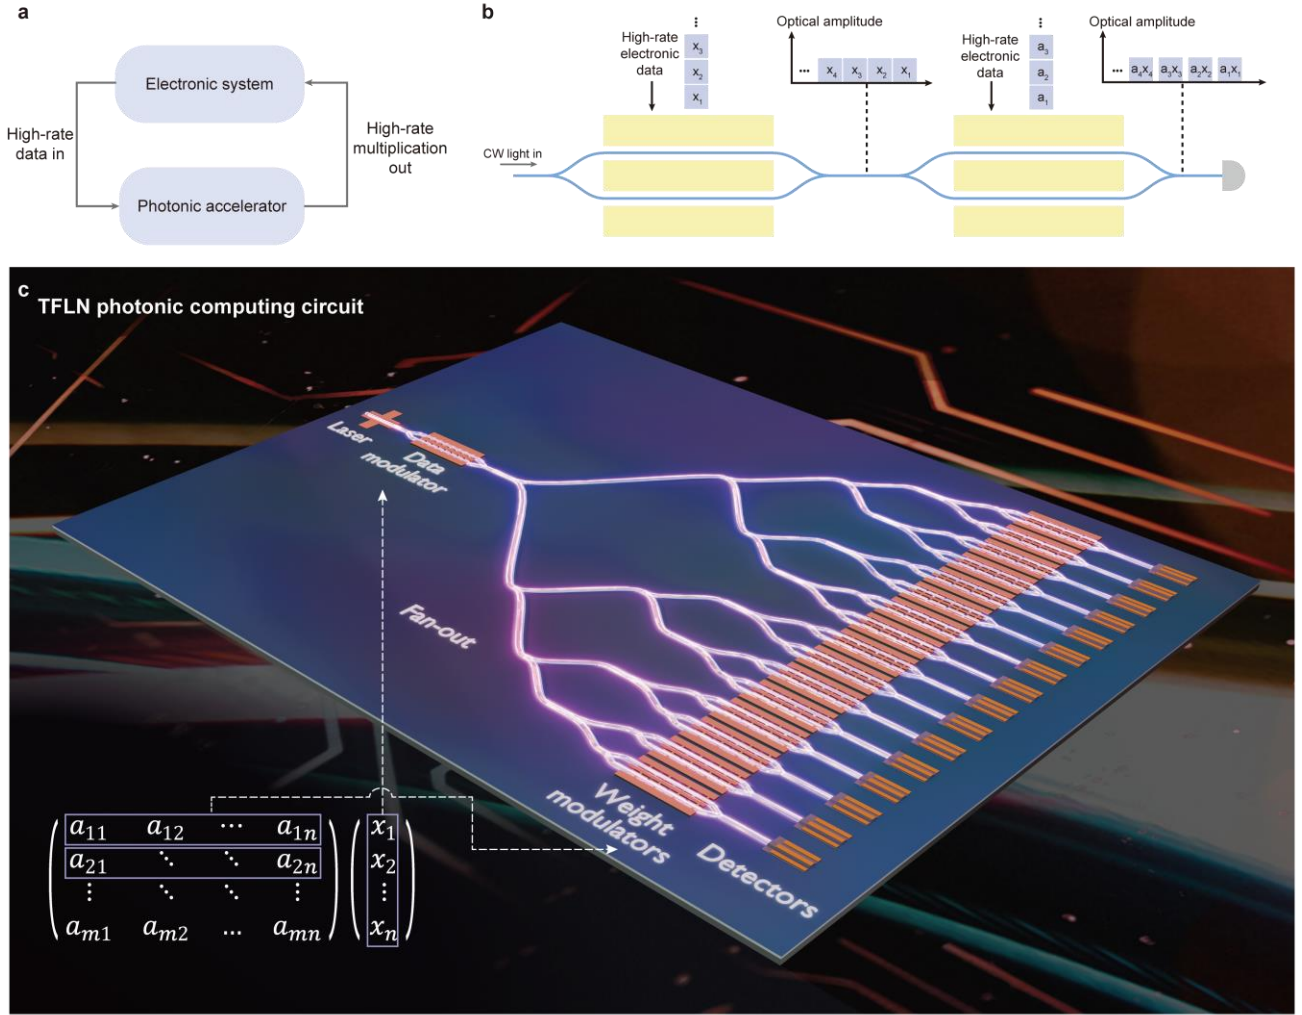 a
Electronic system
High-rate
data in
High-rate
multiplication
out
Photonic accelerator
b
High-rate
electronic
data
⋮
x₃
x₂
x₁
Optical amplitude
... x₄ x₃ x₂ x₁
High-rate
electronic
data
⋮
a₃
a₂
a₁
Optical amplitude
... a₄x₄ a₃x₃ a₂x₂ a₁x₁
CW light in
c
TFLN photonic computing circuit
Laser
Data
modulator
Fan-out
Weight
modulators
Detectors
a₁₁ a₁₂ ⋯ a₁ₙ x₁
a₂₁ ⋱ ⋱ a₂ₙ x₂
⋮ ⋱ ⋱ ⋮ ⋮
aₘ₁ aₘ₂ … aₘₙ xₙ